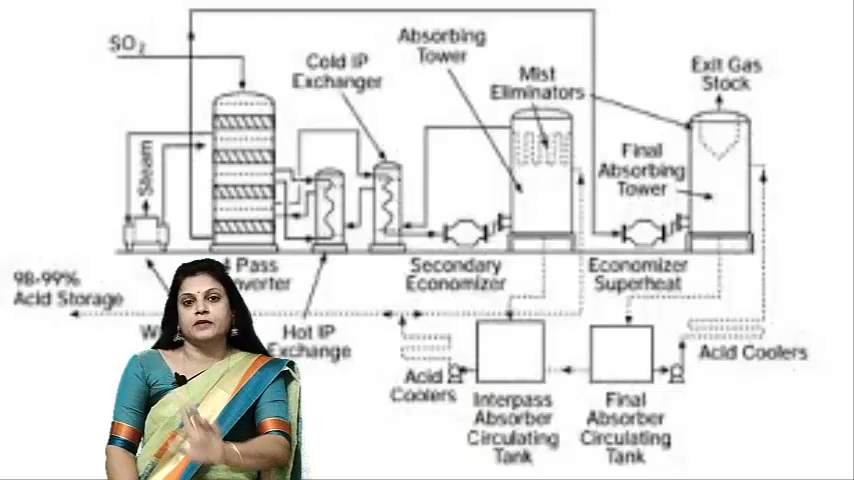 SO2
Cold IP
Exchanger
Absorbing
Tower
Mist
Eliminators
Exit Gas
Stock
Steam
Final
Absorbing
Tower
98-99%
Acid Storage
4 Pass
Secondary
Economizer
Economizer
Superheat
Hot IP
Exchange
Acid
Coolers
Acid Coolers
Interpass
Absorber
Circulating
Tank
Final
Absorber
Circulating
Tank